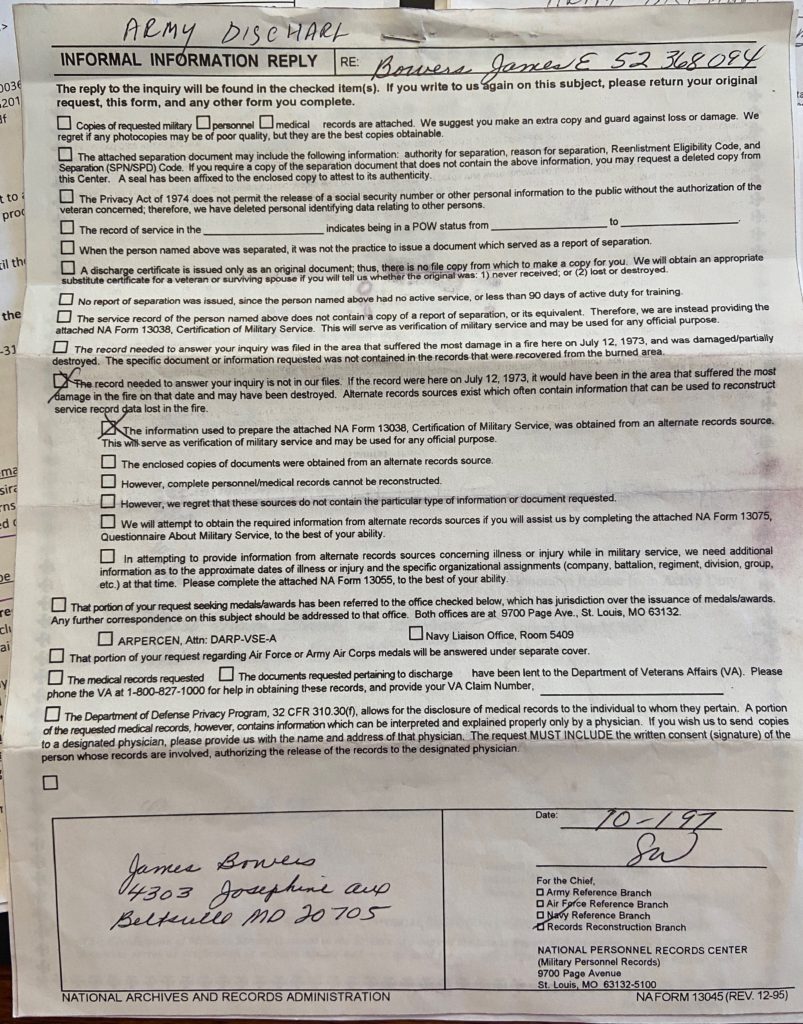 ARMY DISCHARL
INFORMAL INFORMATION REPLY RE: Bowers James E 52 368 094
The reply to the inquiry will be found in the checked item(s). If you write to us again on this subject, please return your original
request, this form, and any other form you complete.
Copies of requested military personnel medical records are attached. We suggest you make an extra copy and guard against loss or damage. We
regret if any photocopies may be of poor quality, but they are the best copies obtainable.
The attached separation document may include the following information: authority for separation, reason for separation, Reenlistment Eligibility Code, and
Separation (SPN/SPD) Code. If you require a copy of the separation document that does not contain the above information, you may request a deleted copy from
this Center. A seal has been affixed to the enclosed copy to attest to its authenticity.
The Privacy Act of 1974 does not permit the release of a social security number or other personal information to the public without the authorization of the
veteran concerned; therefore, we have deleted personal identifying data relating to other persons.
The record of service in the indicates being in a POW status from to .
When the person named above was separated, it was not the practice to issue a document which served as a report of separation.
A discharge certificate is issued only as an original document; thus, there is no file copy from which to make a copy for you. We will obtain an appropriate
substitute certificate for a veteran or surviving spouse if you will tell us whether the original was: 1) never received; or (2) lost or destroyed.
No report of separation was issued, since the person named above had no active service, or less than 90 days of active duty for training.
The service record of the person named above does not contain a copy of a report of separation, or its equivalent. Therefore, we are instead providing the
attached NA Form 13038, Certification of Military Service. This will serve as verification of military service and may be used for any official purpose.
The record needed to answer your inquiry was filed in the area that suffered the most damage in a fire here on July 12, 1973, and was damaged/partially
destroyed. The specific document or information requested was not contained in the records that were recovered from the burned area.
The record needed to answer your inquiry is not in our files. If the record were here on July 12, 1973, it would have been in the area that suffered the most
damage in the fire on that date and may have been destroyed. Alternate records sources exist which often contain information that can be used to reconstruct
service record data lost in the fire.
The information used to prepare the attached NA Form 13038, Certification of Military Service, was obtained from an alternate records source.
This will serve as verification of military service and may be used for any official purpose.
The enclosed copies of documents were obtained from an alternate records source.
However, complete personnel/medical records cannot be reconstructed.
However, we regret that these sources do not contain the particular type of information or document requested.
We will attempt to obtain the required information from alternate records sources if you will assist us by completing the attached NA Form 13075,
Questionnaire About Military Service, to the best of your ability.
In attempting to provide information from alternate records sources concerning illness or injury while in military service, we need additional
information as to the approximate dates of illness or injury and the specific organizational assignments (company, battalion, regiment, division, group,
etc.) at that time. Please complete the attached NA Form 13055, to the best of your ability.
That portion of your request seeking medals/awards has been referred to the office checked below, which has jurisdiction over the issuance of medals/awards.
Any further correspondence on this subject should be addressed to that office. Both offices are at 9700 Page Ave., St. Louis, MO 63132.
ARPERCEN, Attn: DARP-VSE-A Navy Liaison Office, Room 5409
That portion of your request regarding Air Force or Army Air Corps medals will be answered under separate cover.
The medical records requested The documents requested pertaining to discharge have been lent to the Department of Veterans Affairs (VA). Please
phone the VA at 1-800-827-1000 for help in obtaining these records, and provide your VA Claim Number,
The Department of Defense Privacy Program, 32 CFR 310.30(f), allows for the disclosure of medical records to the individual to whom they pertain. A portion
of the requested medical records, however, contains information which can be interpreted and explained properly only by a physician. If you wish us to send copies
to a designated physician, please provide us with the name and address of that physician. The request MUST INCLUDE the written consent (signature) of the
person whose records are involved, authorizing the release of the records to the designated physician.
James Bowers
4303 Josephine ave
Beltsville MD 20705
Date: 10-1 97
For the Chief,
Army Reference Branch
Air Force Reference Branch
Navy Reference Branch
Records Reconstruction Branch
NATIONAL PERSONNEL RECORDS CENTER
(Military Personnel Records)
9700 Page Avenue
St. Louis, MO 63132-5100
NATIONAL ARCHIVES AND RECORDS ADMINISTRATION NA FORM 13045 (REV. 12-95)